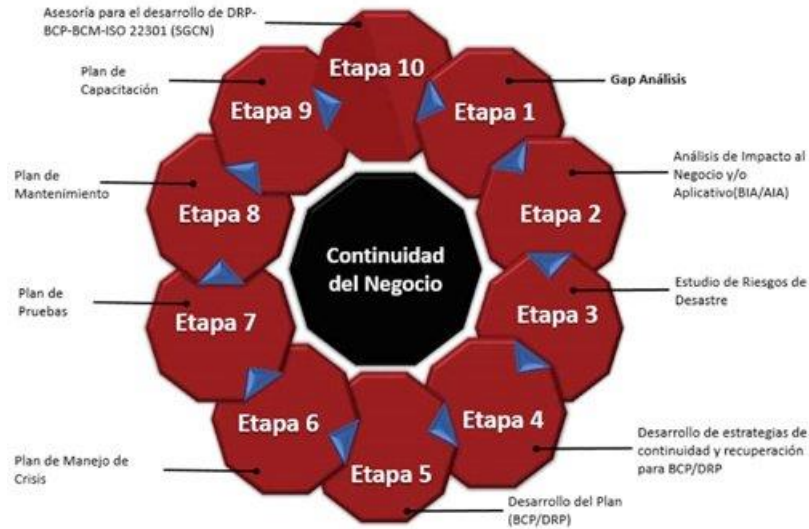 Asesoría para el desarrollo de DRP-
BCP-BCM-ISO 22301 (SGCN)
Etapa 10
Plan de
Capacitación
Etapa 9
Gap Análisis
Etapa 1
Análisis de Impacto al
Negocio y/o
Aplicativo(BIA/AIA)
Etapa 2
Plan de
Mantenimiento
Etapa 8
Continuidad
del Negocio
Estudio de Riesgos de
Desastre
Etapa 3
Plan de
Pruebas
Etapa 7
Etapa 4
Desarrollo de estrategias de
continuidad y recuperación
para BCP/DRP
Etapa 6
Plan de Manejo de
Crisis
Etapa 5
Desarrollo del Plan
(BCP/DRP)